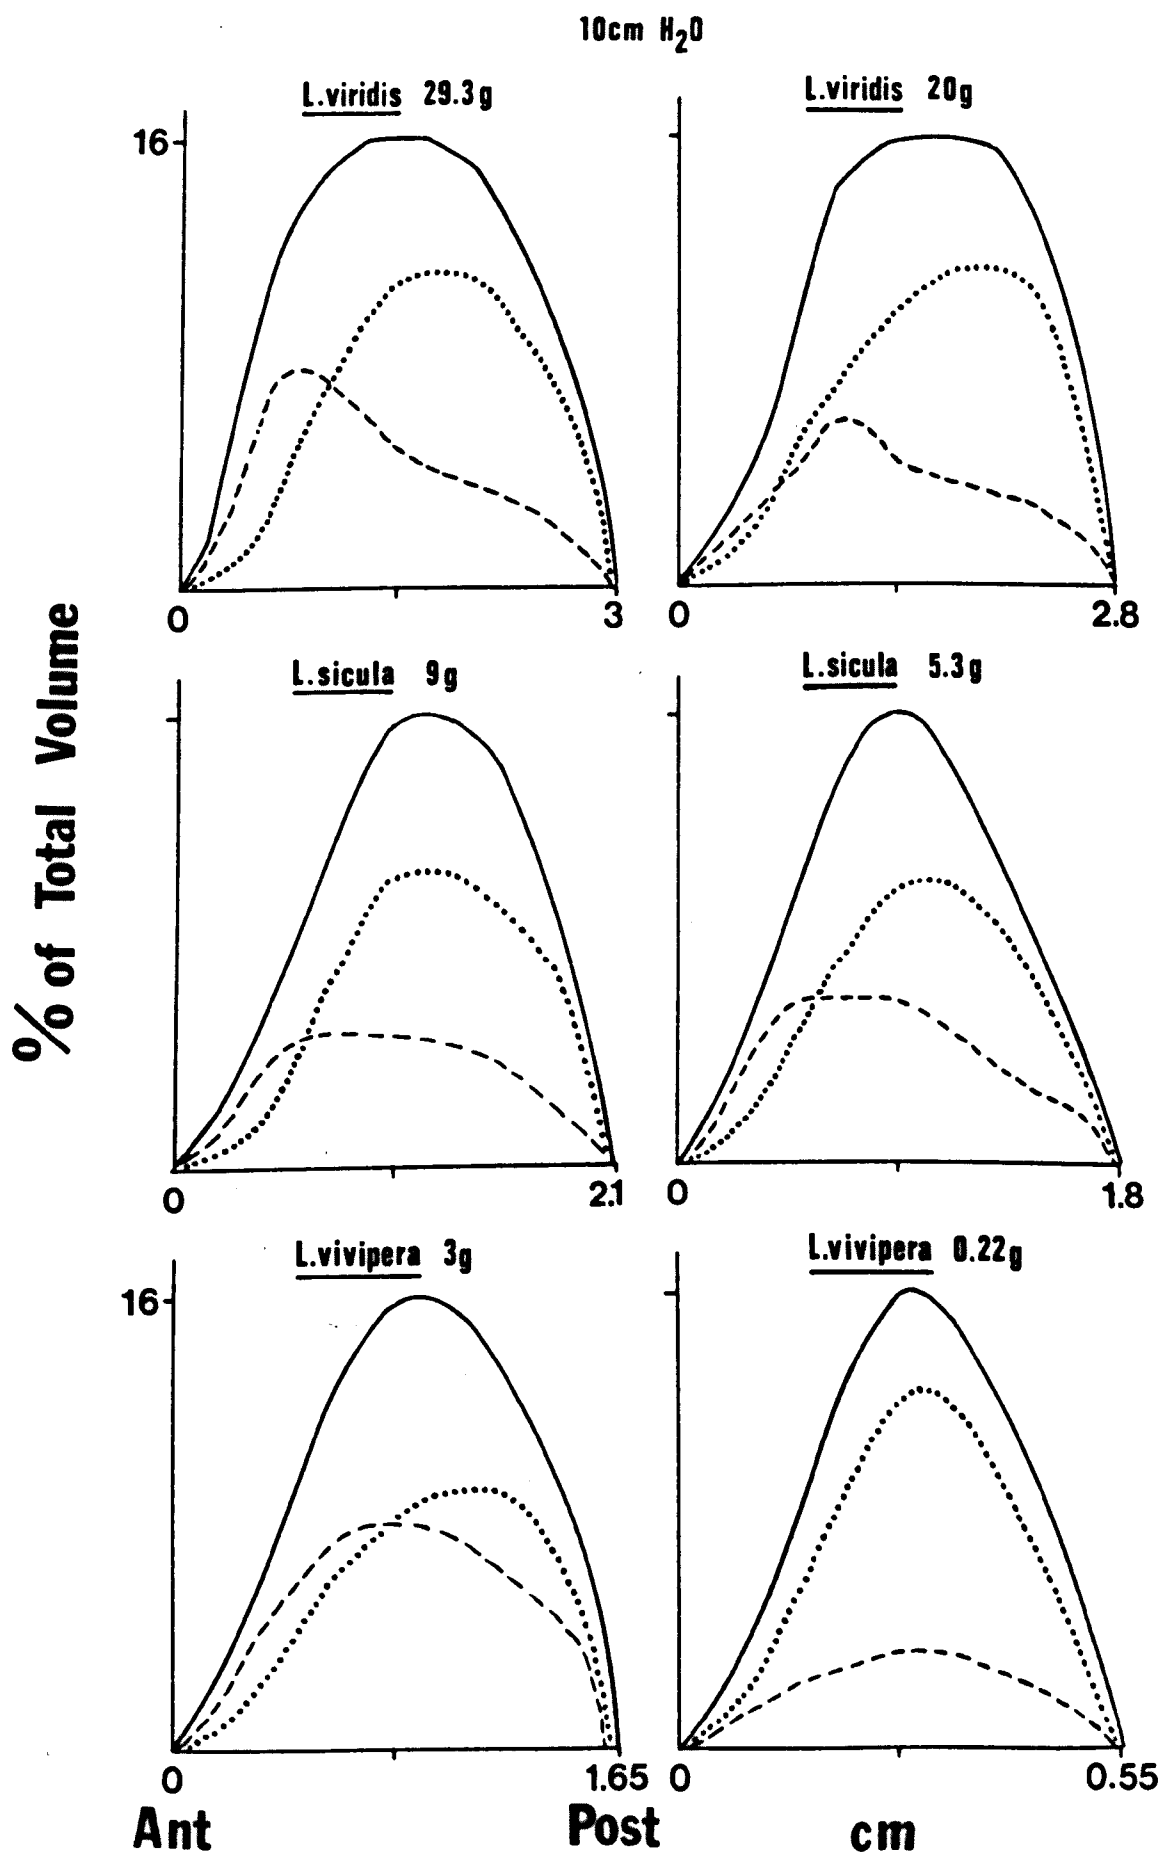 10cm H2O
L.viridis 29.3g
L.viridis 20g
16
0
3
0
2.8
% of Total Volume
L.sicula 9g
L.sicula 5.3g
0
2.1
0
1.8
L.vivipera 3g
L.vivipera 0.22g
16
0
1.65
0
0.55
Ant
Post
cm